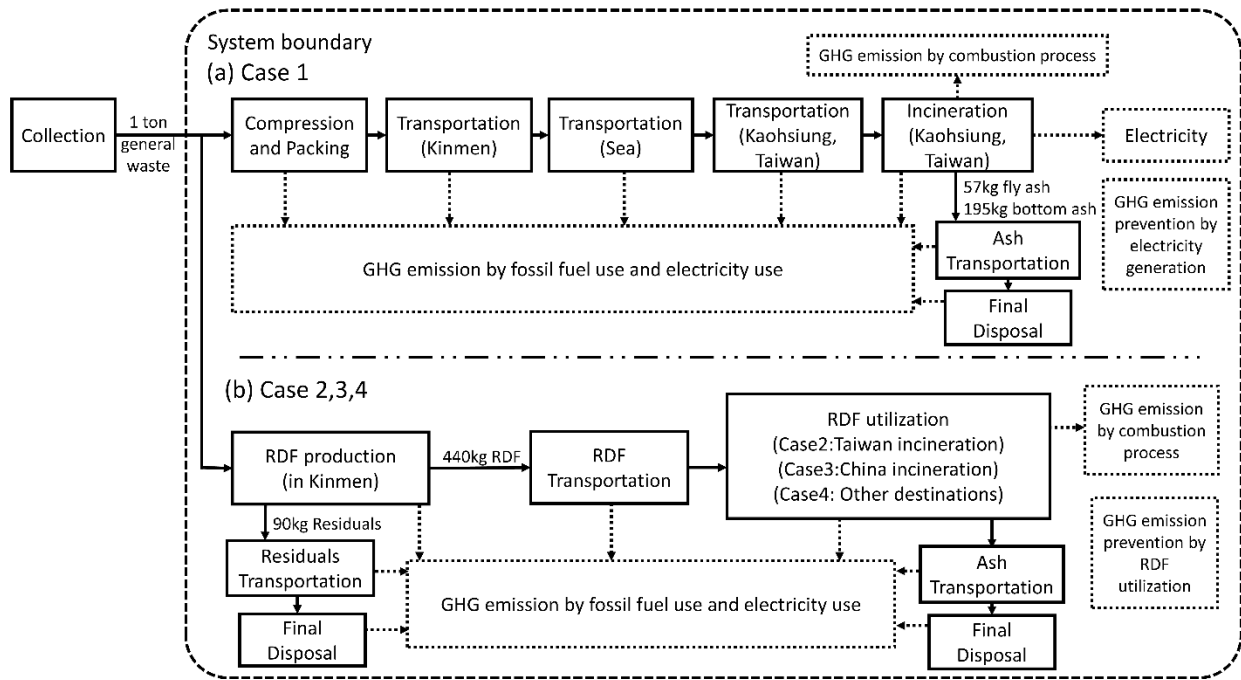 System boundary
(a) Case 1
GHG emission by combustion process
Collection
1 ton
general
waste
Compression
and Packing
Transportation
(Kinmen)
Transportation
(Sea)
Transportation
(Kaohsiung,
Taiwan)
Incineration
(Kaohsiung,
Taiwan)
Electricity
57kg fly ash
195kg bottom ash
GHG emission
prevention by
electricity
generation
GHG emission by fossil fuel use and electricity use
Ash
Transportation
Final
Disposal
(b) Case 2,3,4
RDF production
(in Kinmen)
440kg RDF
RDF
Transportation
RDF utilization
(Case2:Taiwan incineration)
(Case3:China incineration)
(Case4: Other destinations)
GHG emission
by combustion
process
90kg Residuals
Residuals
Transportation
Final
Disposal
GHG emission by fossil fuel use and electricity use
Ash
Transportation
Final
Disposal
GHG emission
prevention by
RDF
utilization